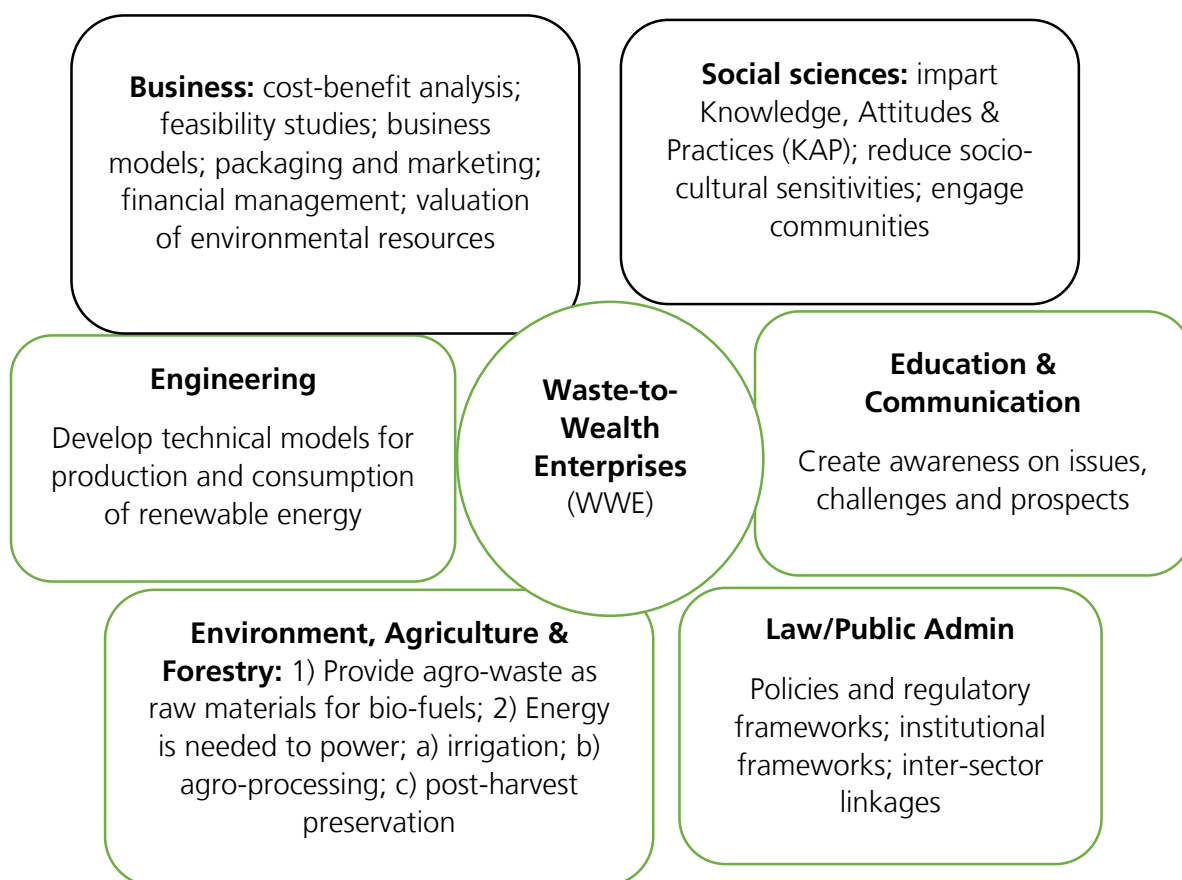 Business: cost-benefit analysis;
feasibility studies; business
models; packaging and marketing;
financial management; valuation
of environmental resources
Social sciences: impart
Knowledge, Attitudes &
Practices (KAP); reduce socio-
cultural sensitivities; engage
communities
Engineering
Develop technical models for
production and consumption
of renewable energy
Waste-to-
Wealth
Enterprises
(WWE)
Education &
Communication
Create awareness on issues,
challenges and prospects
Environment, Agriculture &
Forestry: 1) Provide agro-waste as
raw materials for bio-fuels; 2) Energy
is needed to power; a) irrigation; b)
agro-processing; c) post-harvest
preservation
Law/Public Admin
Policies and regulatory
frameworks; institutional
frameworks; inter-sector
linkages